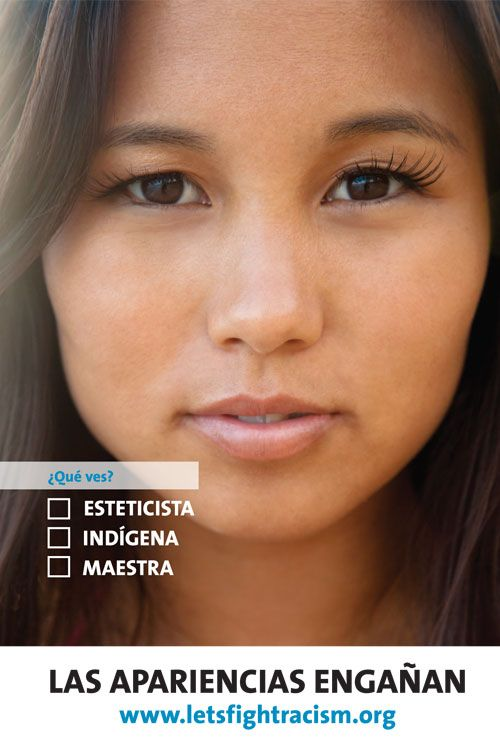 ¿Qué ves?
ESTETICISTA
INDÍGENA
MAESTRA
LAS APARIENCIAS ENGAÑAN
www.letsfightracism.org